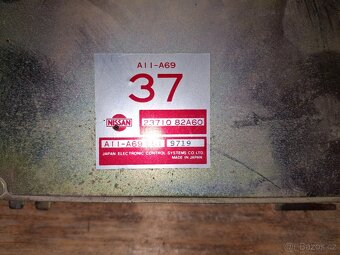 A11-A69
37
NISSAN
23710 82A60
A11-A69 9719
JAPAN ELECTRONIC CONTROL SYSTEMS CO.LTD.
MADE IN JAPAN